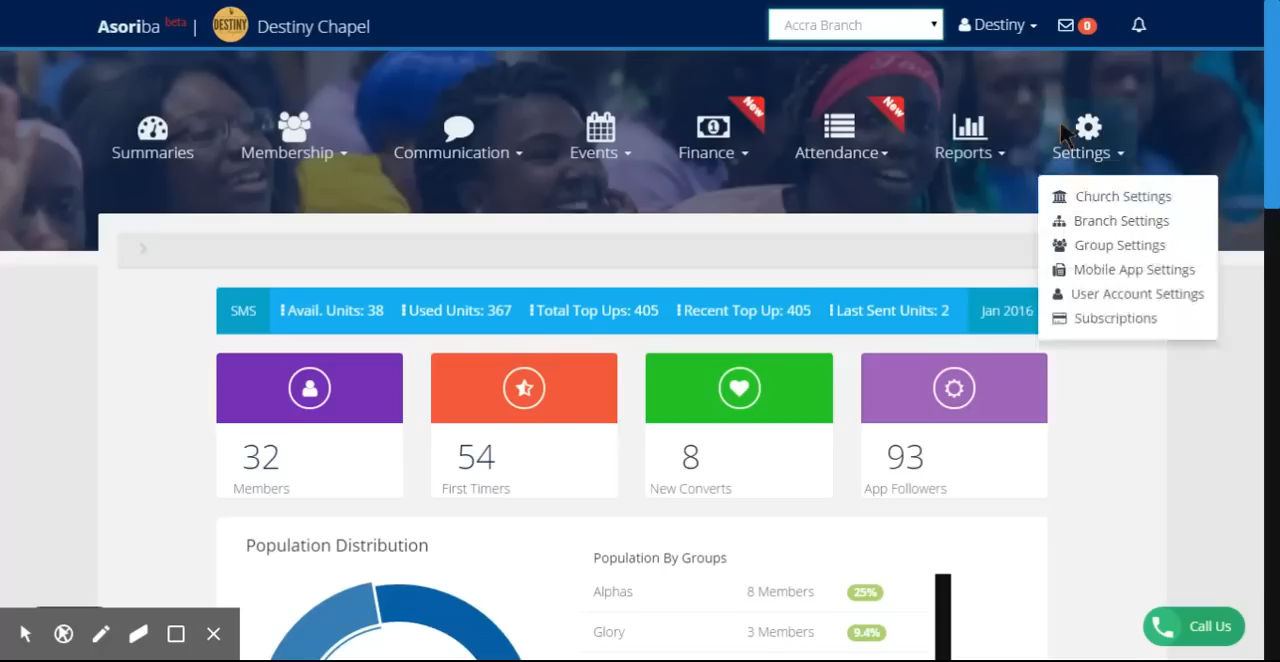 Asoriba beta | DESTINY Destiny Chapel Accra Branch Destiny 0
New New
Summaries Membership Communication Events Finance Attendance Reports Settings
Church Settings
Branch Settings
Group Settings
Mobile App Settings
User Account Settings
Subscriptions
SMS Avail. Units: 38 Used Units: 367 Total Top Ups: 405 Recent Top Up: 405 Last Sent Units: 2 Jan 2016
32 54 8 93
Members First Timers New Converts App Followers
Population Distribution
Population By Groups
Alphas 8 Members 25%
Glory 3 Members 9.4%
Call Us